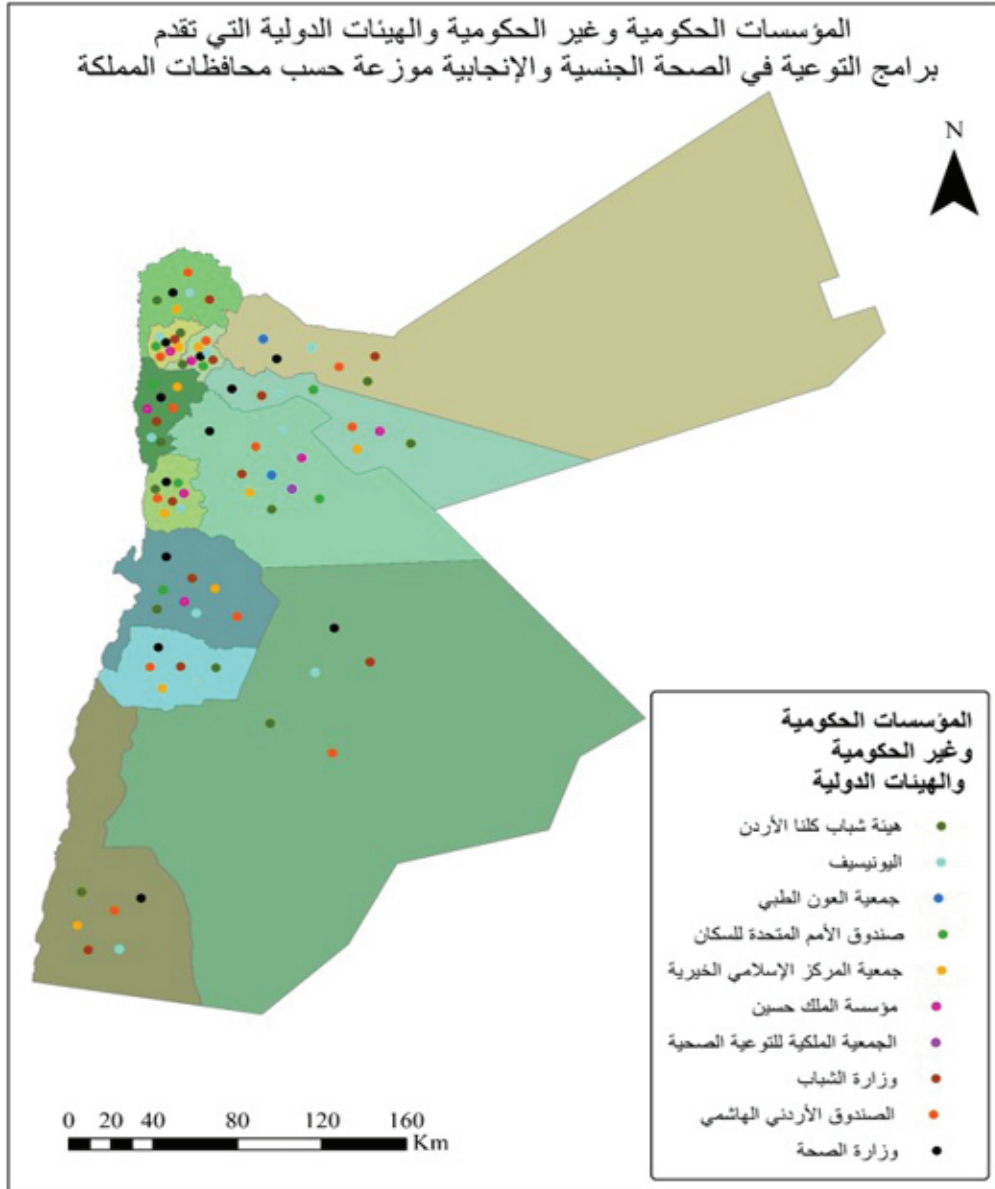 المؤسسات الحكومية وغير الحكومية والهيئات الدولية التي تقدم
برامج التوعية في الصحة الجنسية والإنجابية موزعة حسب محافظات المملكة
N
المؤسسات الحكومية
وغير الحكومية
والهيئات الدولية
هيئة شباب كلنا الأردن
اليونيسيف
جمعية العون الطبي
صندوق الأمم المتحدة للسكان
جمعية المركز الإسلامي الخيرية
مؤسسة الملك حسين
الجمعية الملكية للتوعية الصحية
وزارة الشباب
الصندوق الأردني الهاشمي
وزارة الصحة
0 20 40 80 120 160
Km